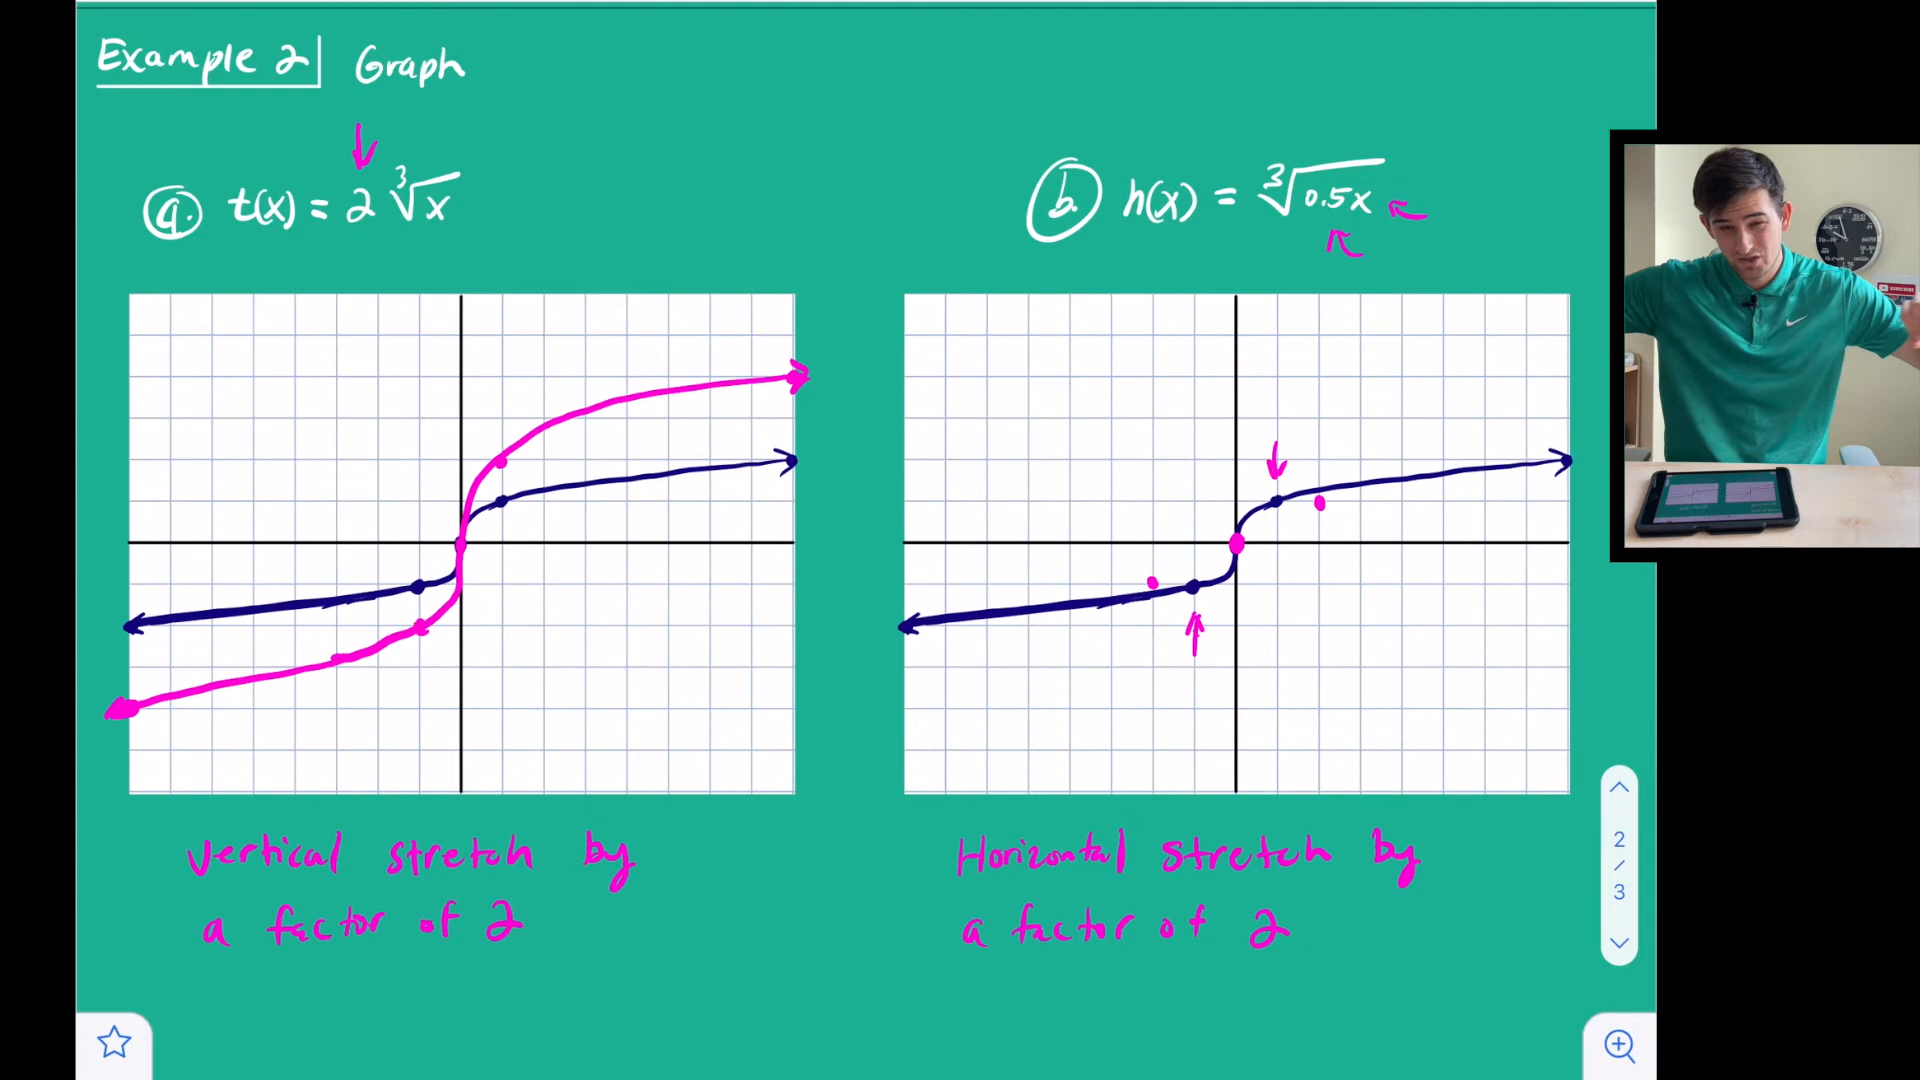 Example 2 Graph
a. t(x) = 2 ∛x
b. h(x) = ∛0.5x
SUBSCRIBE
Vertical stretch by
a factor of 2
Horizontal stretch by
a factor of 2
2
/
3